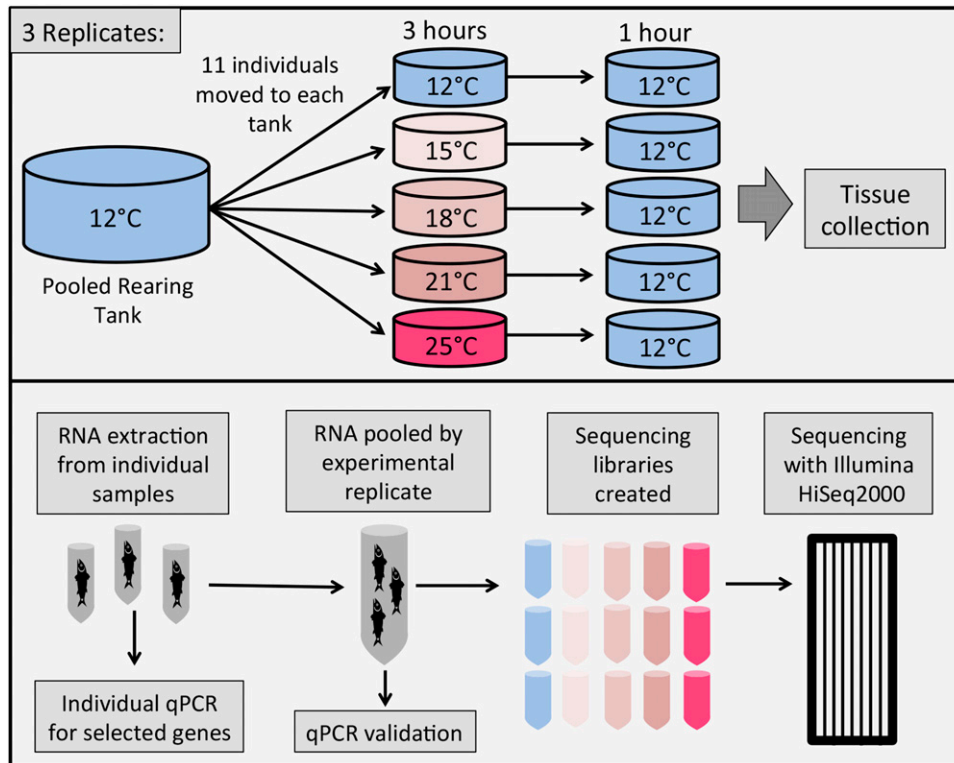 3 Replicates:
3 hours
1 hour
11 individuals
moved to each
tank
12°C
12°C
12°C
15°C
12°C
18°C
12°C
21°C
12°C
25°C
12°C
Pooled Rearing
Tank
Tissue
collection
RNA extraction
from individual
samples
RNA pooled by
experimental
replicate
Sequencing
libraries
created
Sequencing
with Illumina
HiSeq2000
Individual qPCR
for selected genes
qPCR validation